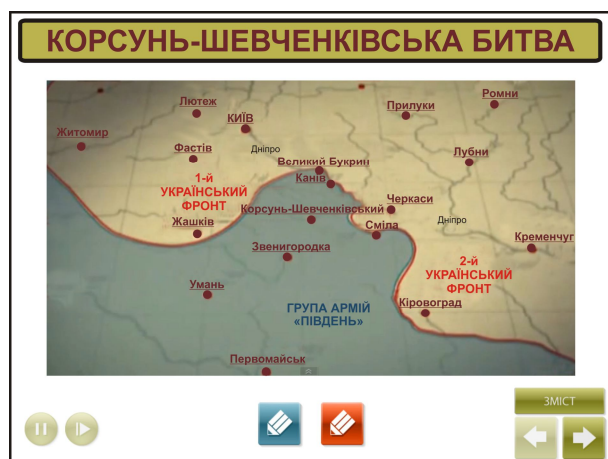 КОРСУНЬ-ШЕВЧЕНКІВСЬКА БИТВА
Ромни
Лютеж
Прилуки
КИЇВ
Житомир
Фастів
Дніпро
Лубни
Великий Букрин
Канів
1-й
УКРАЇНСЬКИЙ
ФРОНТ
Черкаси
Корсунь-Шевченківський
Дніпро
Жашків
Сміла
Кременчуг
Звенигородка
2-й
УКРАЇНСЬКИЙ
ФРОНТ
Умань
Кіровоград
ГРУПА АРМІЙ
«ПІВДЕНЬ»
Первомайськ
ЗМІСТ